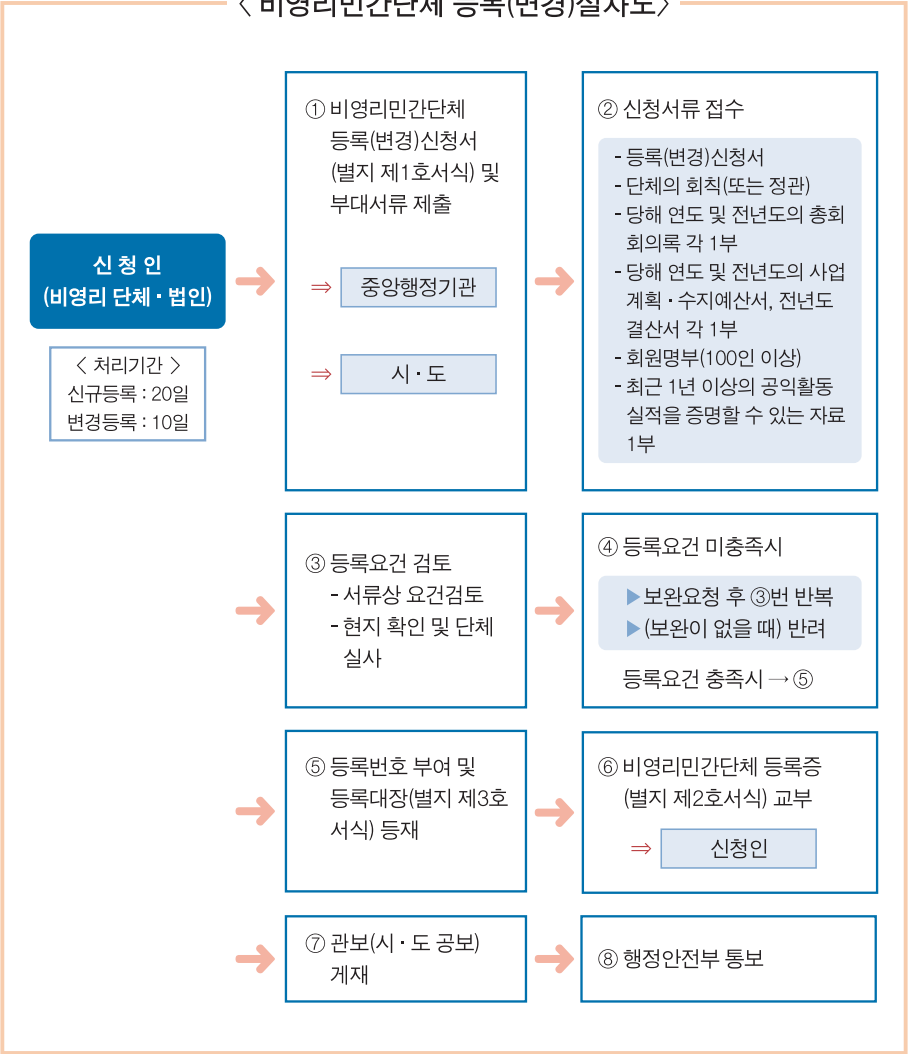 〈 비영리민간단체 등록(변경)절차도〉
신 청 인
(비영리 단체 · 법인)
〈 처리기간 〉
신규등록 : 20일
변경등록 : 10일
① 비영리민간단체
등록(변경)신청서
(별지 제1호서식) 및
부대서류 제출
⇒ 중앙행정기관
⇒ 시 · 도
② 신청서류 접수
- 등록(변경)신청서
- 단체의 회칙(또는 정관)
- 당해 연도 및 전년도의 총회
회의록 각 1부
- 당해 연도 및 전년도의 사업
계획 · 수지예산서, 전년도
결산서 각 1부
- 회원명부(100인 이상)
- 최근 1년 이상의 공익활동
실적을 증명할 수 있는 자료
1부
③ 등록요건 검토
- 서류상 요건검토
- 현지 확인 및 단체
실사
④ 등록요건 미충족시
▶보완요청 후 ③번 반복
▶(보완이 없을 때) 반려
등록요건 충족시 → ⑤
⑤ 등록번호 부여 및
등록대장(별지 제3호
서식) 등재
⑥ 비영리민간단체 등록증
(별지 제2호서식) 교부
⇒ 신청인
⑦ 관보(시 · 도 공보)
게재
⑧ 행정안전부 통보